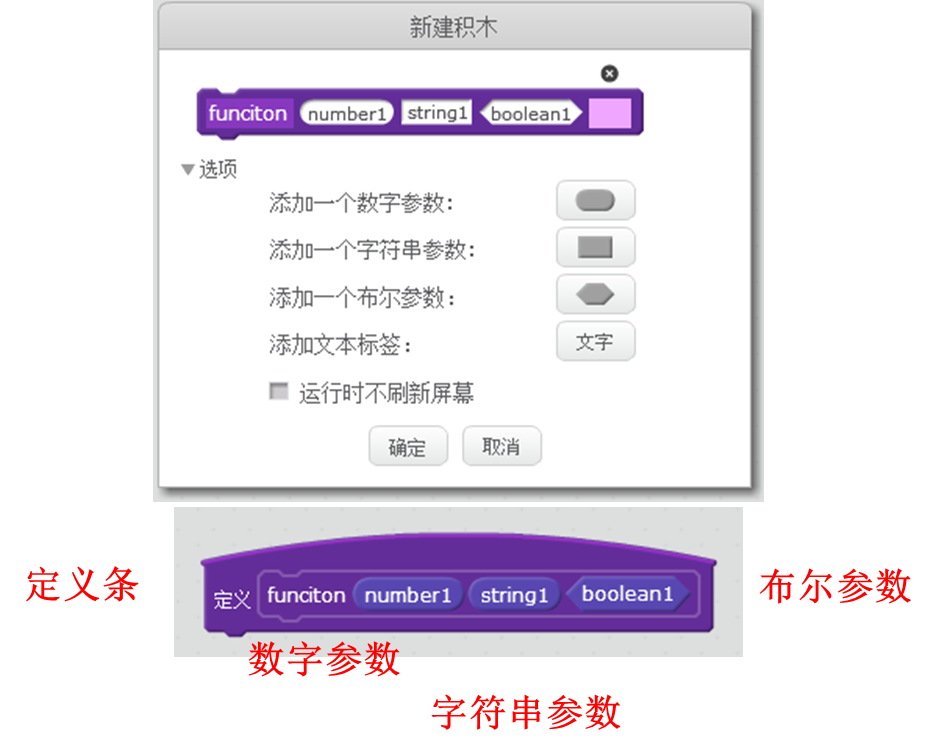 新建积木
funciton number1 string1 boolean1
选项
添加一个数字参数：
添加一个字符串参数：
添加一个布尔参数：
添加文本标签： 文字
运行时不刷新屏幕
确定 取消
定义条 定义 funciton number1 string1 boolean1 布尔参数
数字参数
字符串参数